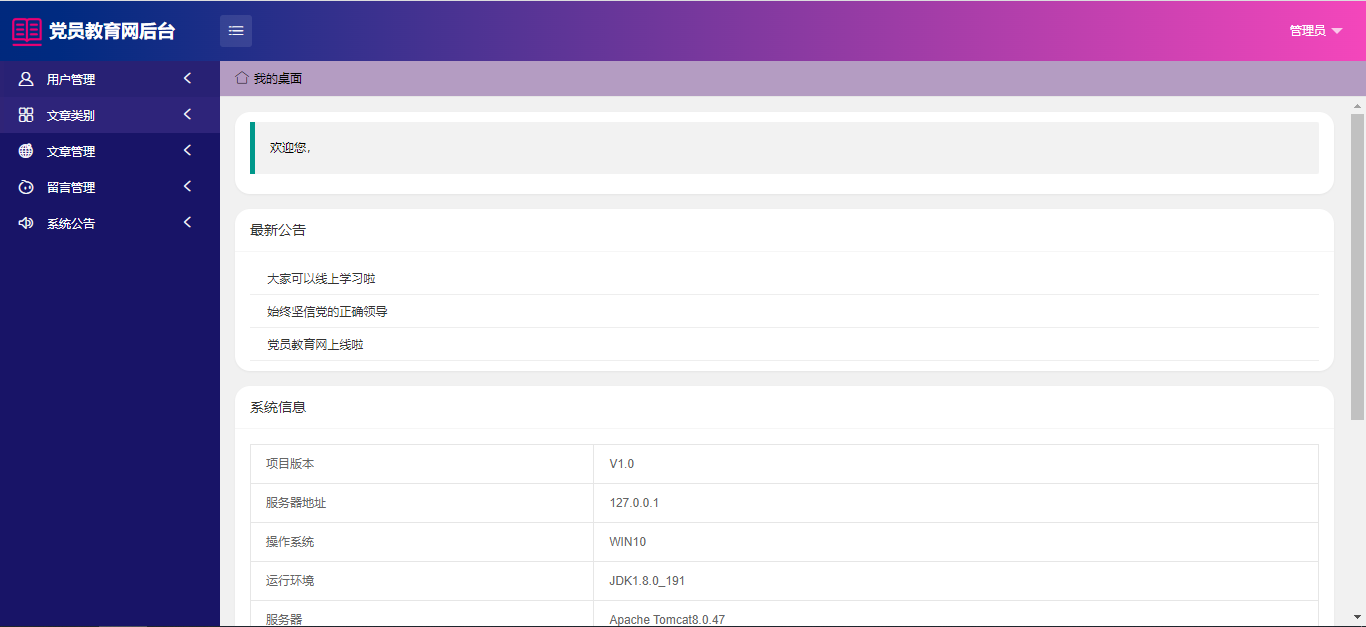 党员教育网后台
管理员
用户管理
文章类别
文章管理
留言管理
系统公告
我的桌面
欢迎您，
最新公告
大家可以线上学习啦
始终坚信党的正确领导
党员教育网上线啦
系统信息
项目版本 V1.0
服务器地址 127.0.0.1
操作系统 WIN10
运行环境 JDK1.8.0_191
服务器 Apache Tomcat8.0.47